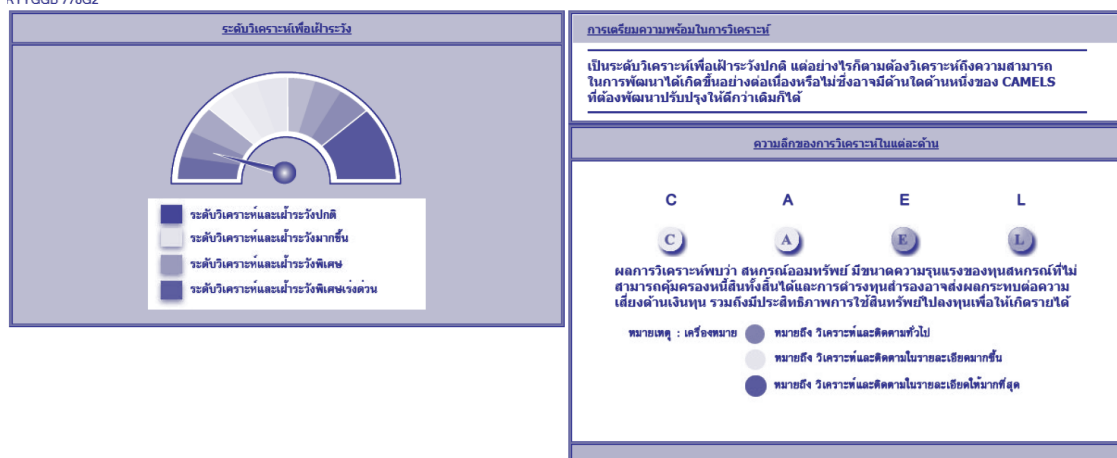 ระดับวิเคราะห์เพื่อเฝ้าระวัง
ระดับวิเคราะห์และเฝ้าระวังปกติ
ระดับวิเคราะห์และเฝ้าระวังมากขึ้น
ระดับวิเคราะห์และเฝ้าระวังพิเศษ
ระดับวิเคราะห์และเฝ้าระวังพิเศษเร่งด่วน
การเตรียมความพร้อมในการวิเคราะห์
เป็นระดับวิเคราะห์เพื่อเฝ้าระวังปกติ แต่อย่างไรก็ตามต้องวิเคราะห์ถึงความสามารถ
ในการพัฒนาได้เกิดขึ้นอย่างต่อเนื่องหรือไม่ซึ่งอาจมีด้านใดด้านหนึ่งของ CAMELS
ที่ต้องพัฒนาปรับปรุงให้ดีกว่าเดิมก็ได้
ความลึกของการวิเคราะห์ในแต่ละด้าน
C A E L
C A E L
ผลการวิเคราะห์พบว่า สหกรณ์ออมทรัพย์ มีขนาดความรุนแรงของทุนสหกรณ์ที่ไม่
สามารถคุ้มครองหนี้สินทั้งสิ้นได้และการดำรงทุนสำรองอาจส่งผลกระทบต่อความ
เสี่ยงด้านเงินทุน รวมถึงมีประสิทธิภาพการใช้สินทรัพย์ไปลงทุนเพื่อให้เกิดรายได้
หมายเหตุ : เครื่องหมาย หมายถึง วิเคราะห์และติดตามทั่วไป
หมายถึง วิเคราะห์และติดตามในรายละเอียดมากขึ้น
หมายถึง วิเคราะห์และติดตามในรายละเอียดให้มากที่สุด